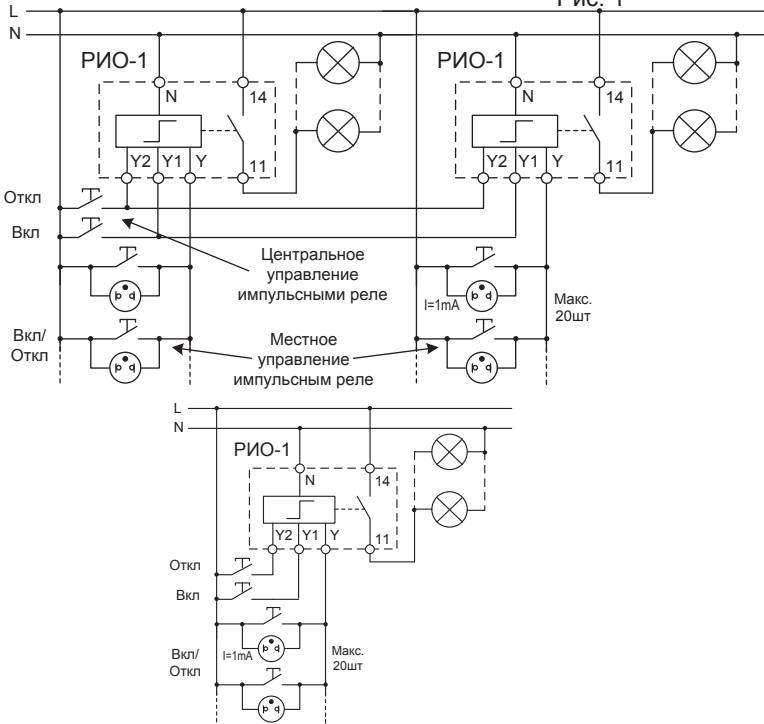 Рис. 1
L
N
РИО-1
РИО-1
N
14
N
14
Y2 Y1 Y
11
Y2 Y1 Y
11
Откл
Вкл
Центральное
управление
импульсными реле
I=1mA
Макс.
20шт
Вкл/
Откл
Местное
управление
импульсным реле
L
N
РИО-1
N
14
Y2 Y1 Y
11
Откл
Вкл
Вкл/
Откл
I=1mA
Макс.
20шт